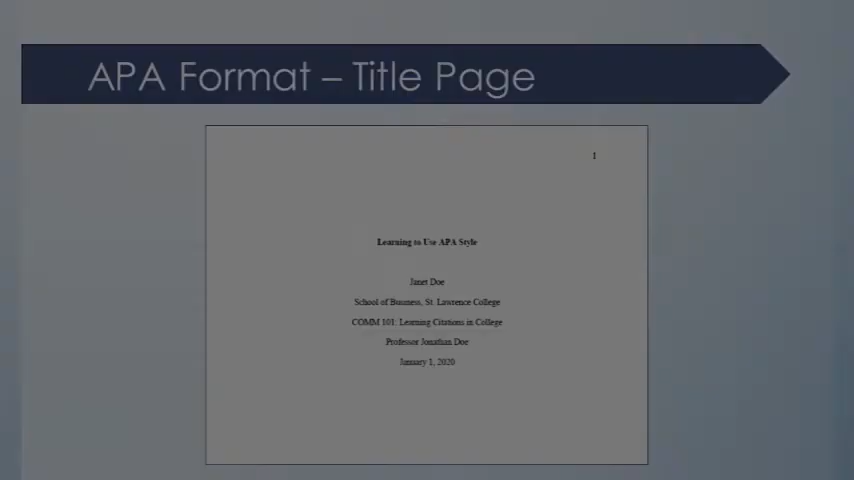 APA Format – Title Page
1
Learning to Use APA Style
Janet Doe
School of Business, St. Lawrence College
COMM 101: Learning Citations in College
Professor Jonathan Doe
January 1, 2020